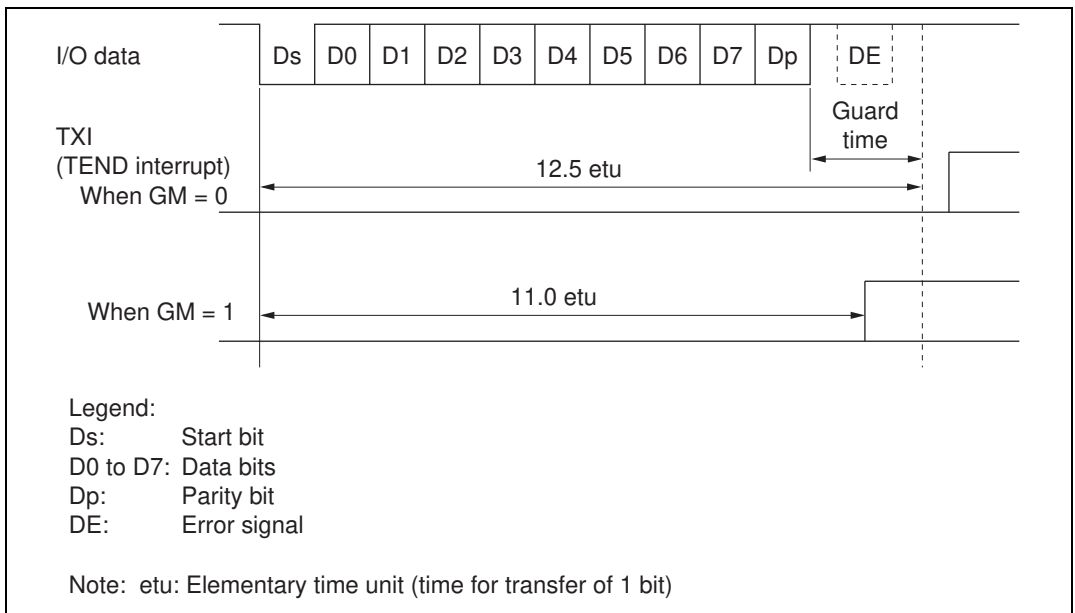 I/O data
Ds D0 D1 D2 D3 D4 D5 D6 D7 Dp DE
Guard
time
TXI
(TEND interrupt)
When GM = 0
12.5 etu
When GM = 1
11.0 etu
Legend:
Ds: Start bit
D0 to D7: Data bits
Dp: Parity bit
DE: Error signal
Note: etu: Elementary time unit (time for transfer of 1 bit)